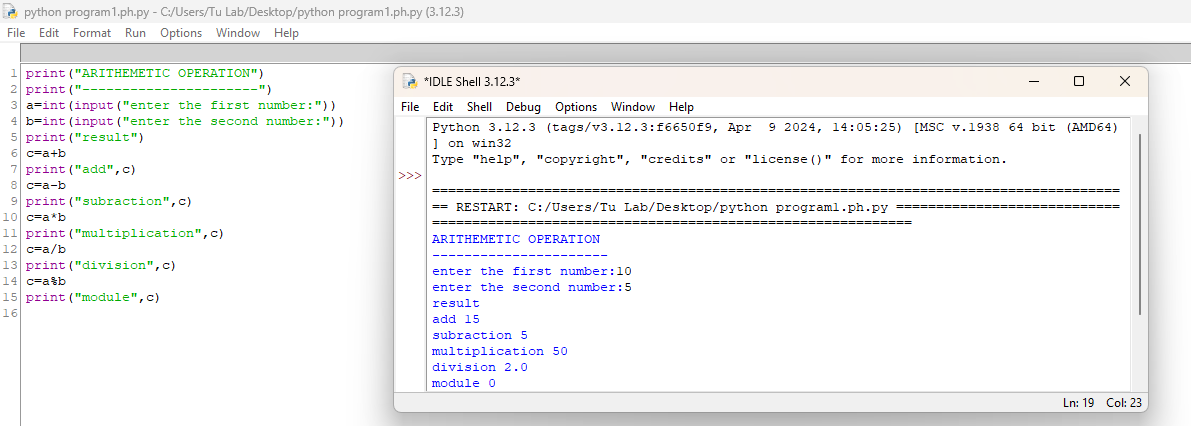 python program1.ph.py - C:/Users/Tu Lab/Desktop/python program1.ph.py (3.12.3)
File Edit Format Run Options Window Help
1 print("ARITHEMETIC OPERATION")
2 print("----------------------")
3 a=int(input("enter the first number:"))
4 b=int(input("enter the second number:"))
5 print("result")
6 c=a+b
7 print("add",c)
8 c=a-b
9 print("subraction",c)
10 c=a*b
11 print("multiplication",c)
12 c=a/b
13 print("division",c)
14 c=a%b
15 print("module",c)
16
*IDLE Shell 3.12.3*
File Edit Shell Debug Options Window Help
Python 3.12.3 (tags/v3.12.3:f6650f9, Apr  9 2024, 14:05:25) [MSC v.1938 64 bit (AMD64)
] on win32
Type "help", "copyright", "credits" or "license()" for more information.
>>>
======================================================================================
== RESTART: C:/Users/Tu Lab/Desktop/python program1.ph.py ============================
============================================================
ARITHEMETIC OPERATION
----------------------
enter the first number:10
enter the second number:5
result
add 15
subraction 5
multiplication 50
division 2.0
module 0
Ln: 19 Col: 23